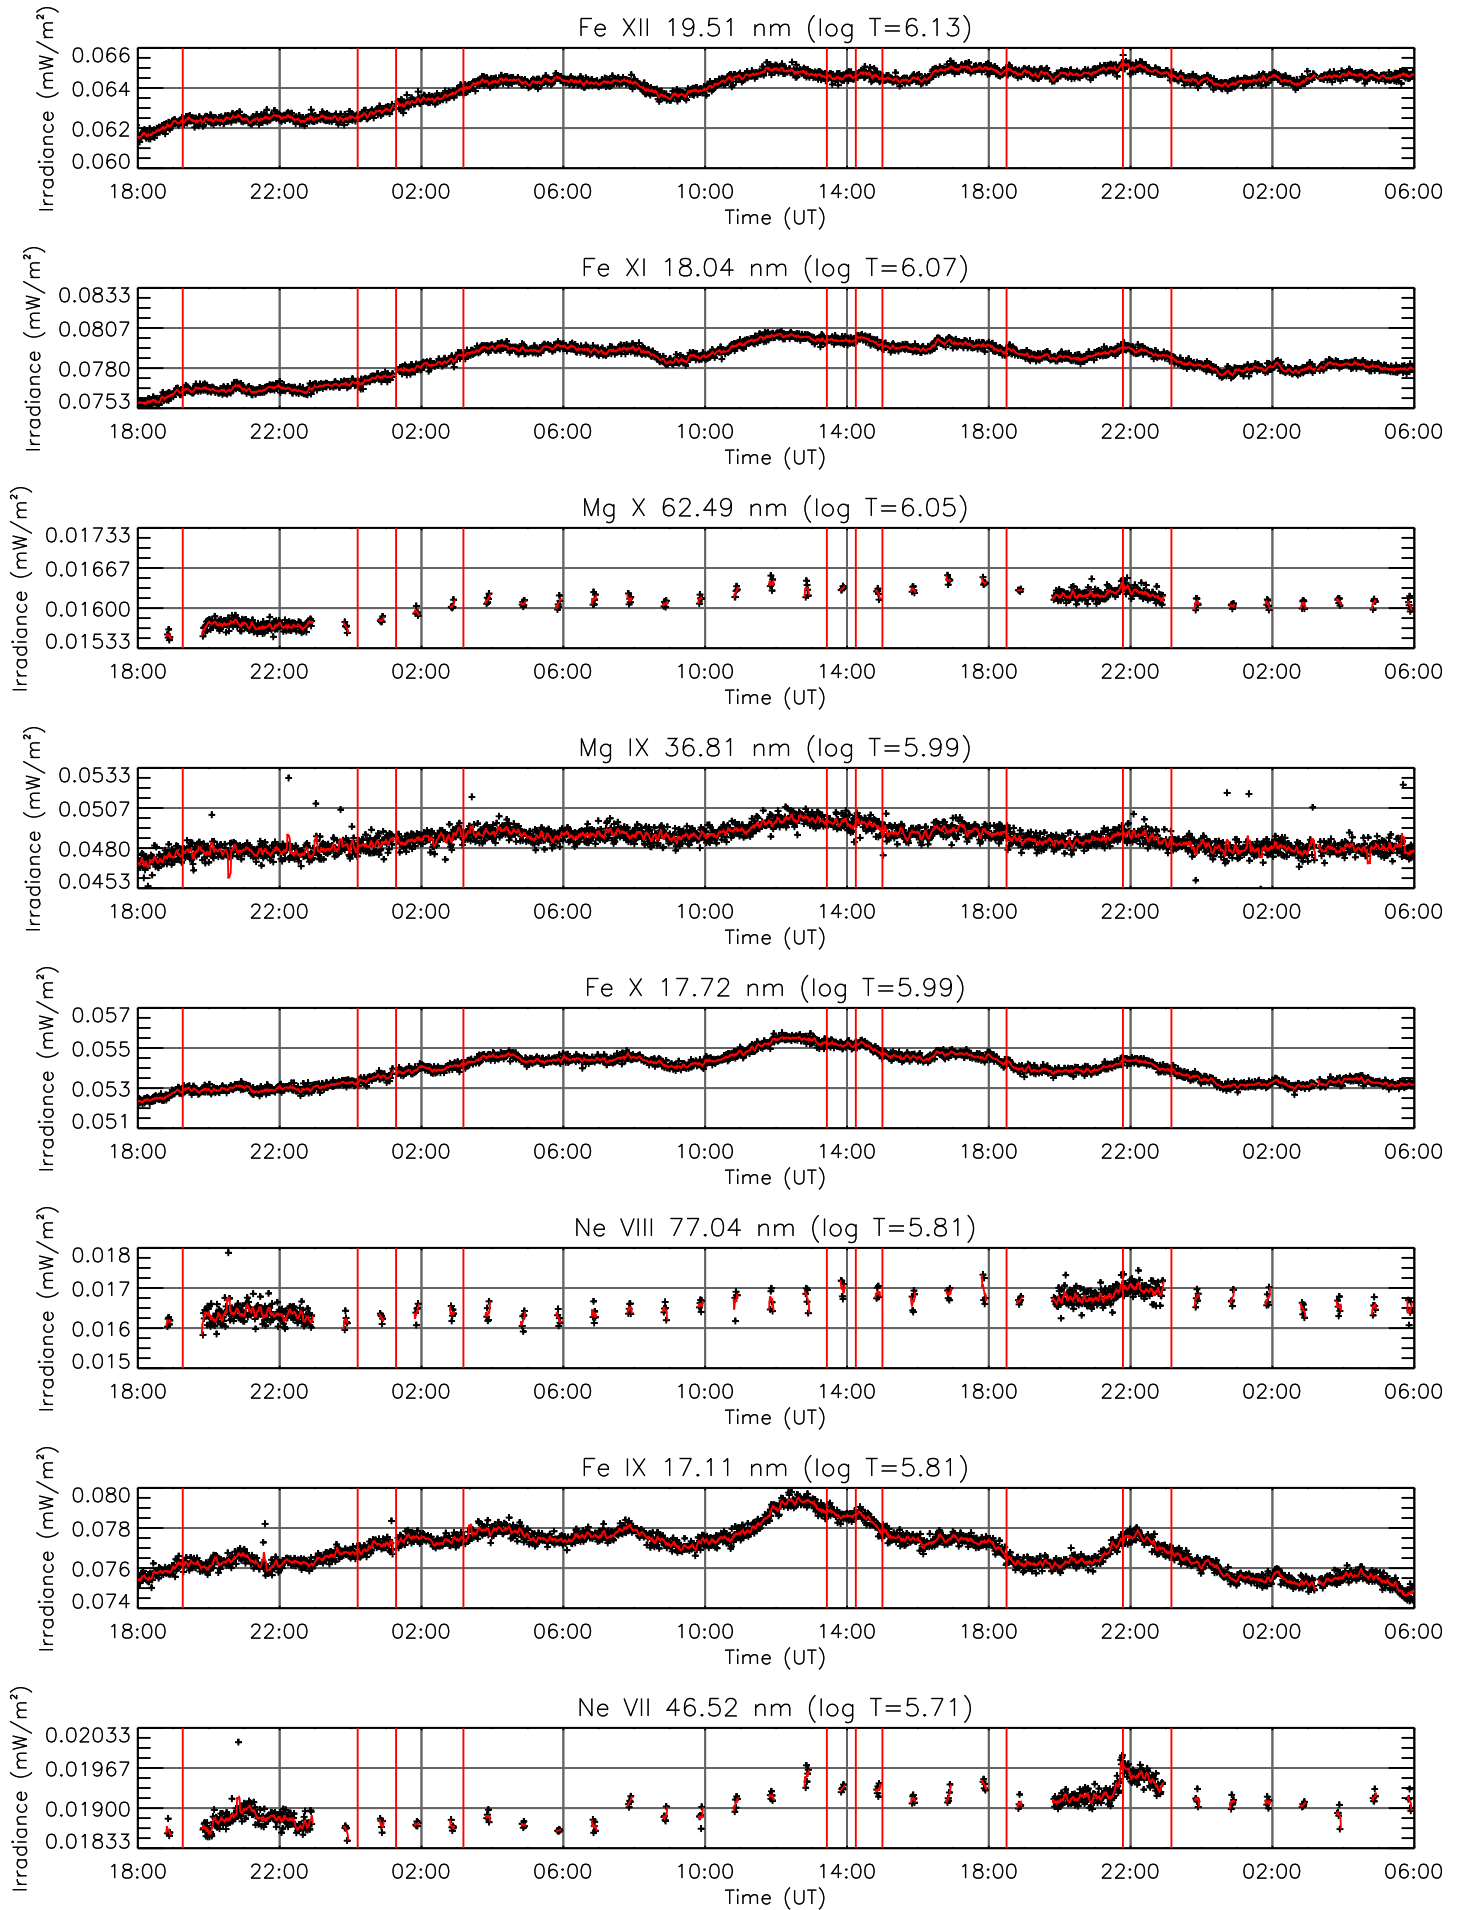 Fe XII 19.51 nm (log T=6.13)
Irradiance (mW/m²)
0.066
0.064
0.062
0.060
18:00 22:00 02:00 06:00 10:00 14:00 18:00 22:00 02:00 06:00
Time (UT)
Fe XI 18.04 nm (log T=6.07)
Irradiance (mW/m²)
0.0833
0.0807
0.0780
0.0753
18:00 22:00 02:00 06:00 10:00 14:00 18:00 22:00 02:00 06:00
Time (UT)
Mg X 62.49 nm (log T=6.05)
Irradiance (mW/m²)
0.01733
0.01667
0.01600
0.01533
18:00 22:00 02:00 06:00 10:00 14:00 18:00 22:00 02:00 06:00
Time (UT)
Mg IX 36.81 nm (log T=5.99)
Irradiance (mW/m²)
0.0533
0.0507
0.0480
0.0453
18:00 22:00 02:00 06:00 10:00 14:00 18:00 22:00 02:00 06:00
Time (UT)
Fe X 17.72 nm (log T=5.99)
Irradiance (mW/m²)
0.057
0.055
0.053
0.051
18:00 22:00 02:00 06:00 10:00 14:00 18:00 22:00 02:00 06:00
Time (UT)
Ne VIII 77.04 nm (log T=5.81)
Irradiance (mW/m²)
0.018
0.017
0.016
0.015
18:00 22:00 02:00 06:00 10:00 14:00 18:00 22:00 02:00 06:00
Time (UT)
Fe IX 17.11 nm (log T=5.81)
Irradiance (mW/m²)
0.080
0.078
0.076
0.074
18:00 22:00 02:00 06:00 10:00 14:00 18:00 22:00 02:00 06:00
Time (UT)
Ne VII 46.52 nm (log T=5.71)
Irradiance (mW/m²)
0.02033
0.01967
0.01900
0.01833
18:00 22:00 02:00 06:00 10:00 14:00 18:00 22:00 02:00 06:00
Time (UT)